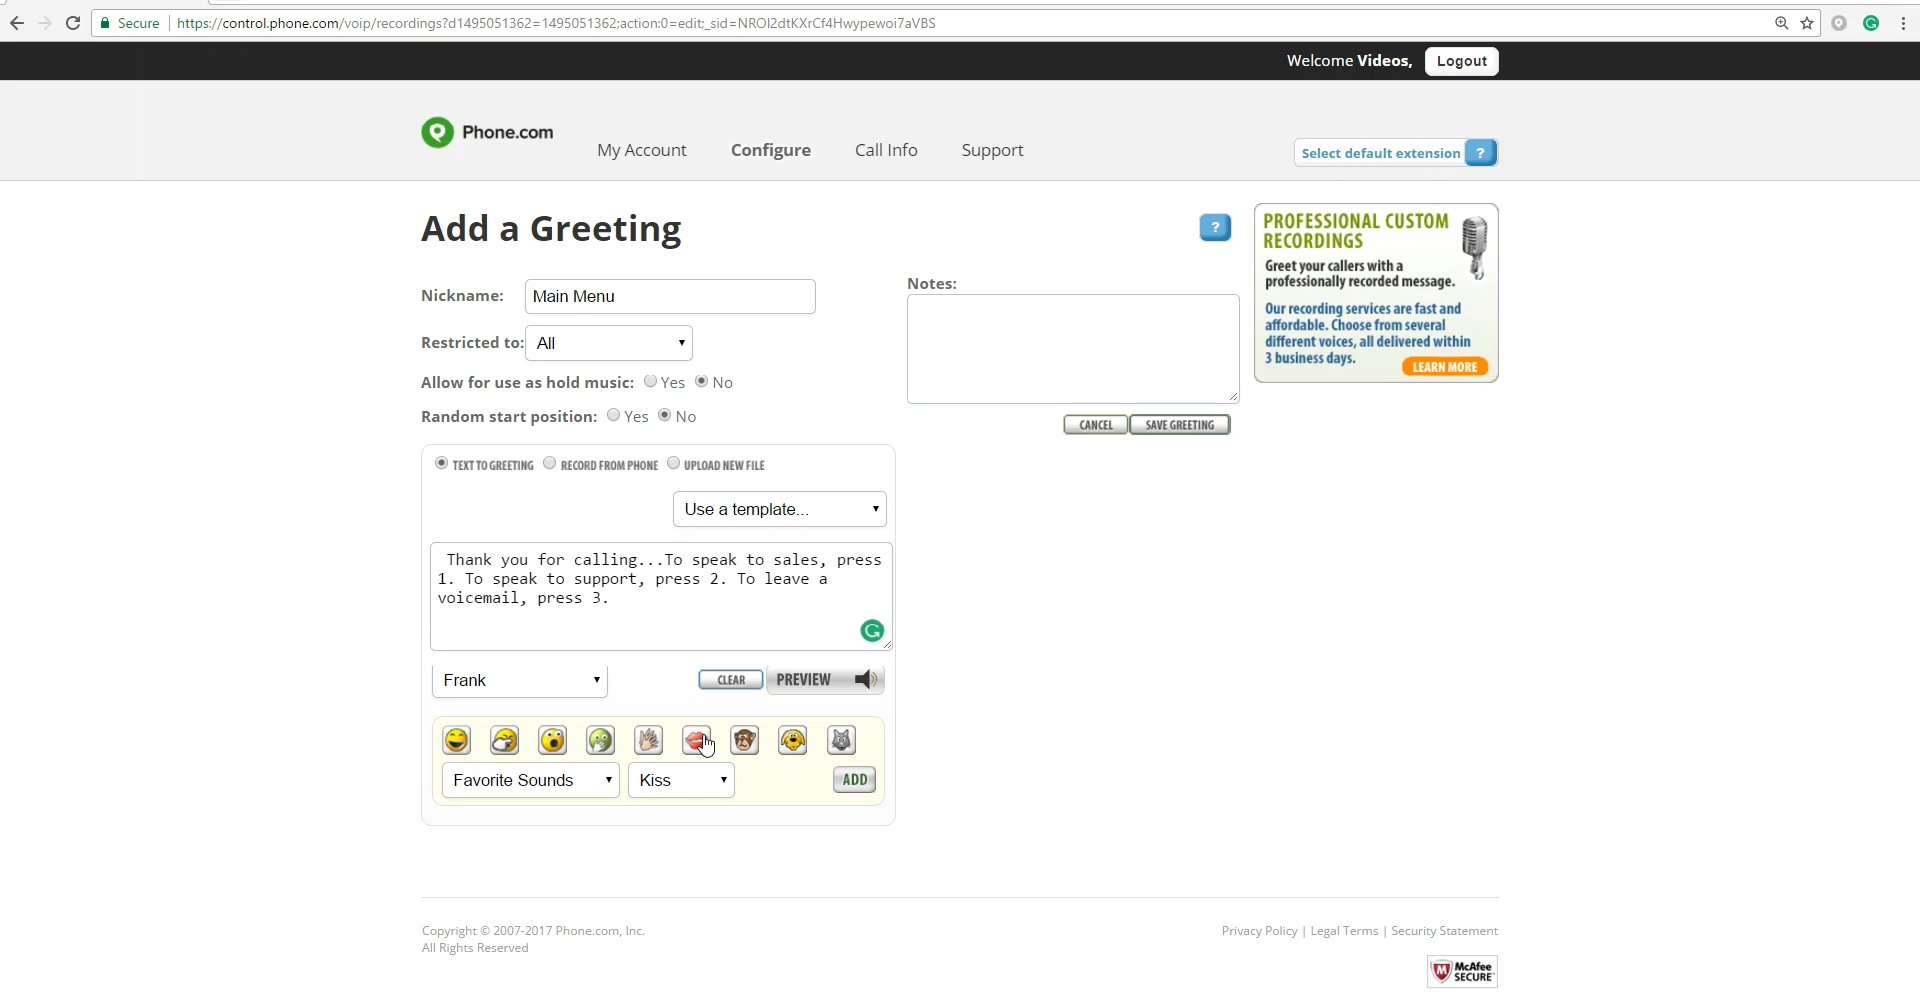 Secure
https://control.phone.com/voip/recordings?d1495051362=1495051362;action:0=edit;_sid=NROI2dtKXrCf4Hwypewoi7aVBS
Welcome Videos,
Logout
Phone.com
My Account
Configure
Call Info
Support
Select default extension
?
Add a Greeting
?
Nickname:
Main Menu
Restricted to:
All
Allow for use as hold music:
Yes
No
Random start position:
Yes
No
Notes:
CANCEL
SAVE GREETING
PROFESSIONAL CUSTOM
RECORDINGS
Greet your callers with a
professionally recorded message.
Our recording services are fast and
affordable. Choose from several
different voices, all delivered within
3 business days.
LEARN MORE
TEXT TO GREETING
RECORD FROM PHONE
UPLOAD NEW FILE
Use a template...
Thank you for calling...To speak to sales, press
1. To speak to support, press 2. To leave a
voicemail, press 3.
Frank
CLEAR
PREVIEW
Favorite Sounds
Kiss
ADD
Copyright © 2007-2017 Phone.com, Inc.
All Rights Reserved
Privacy Policy | Legal Terms | Security Statement
McAfee
SECURE